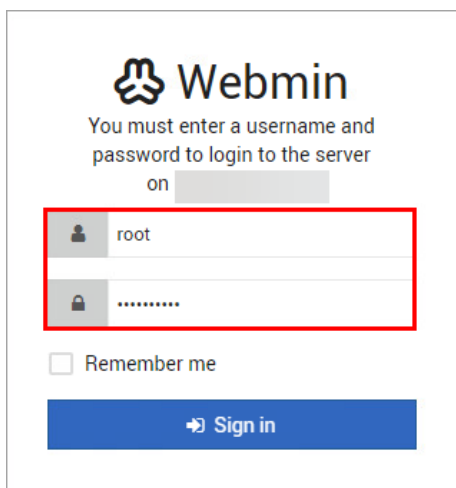 Webmin
You must enter a username and
password to login to the server
on
root
••••••••••
Remember me
Sign in